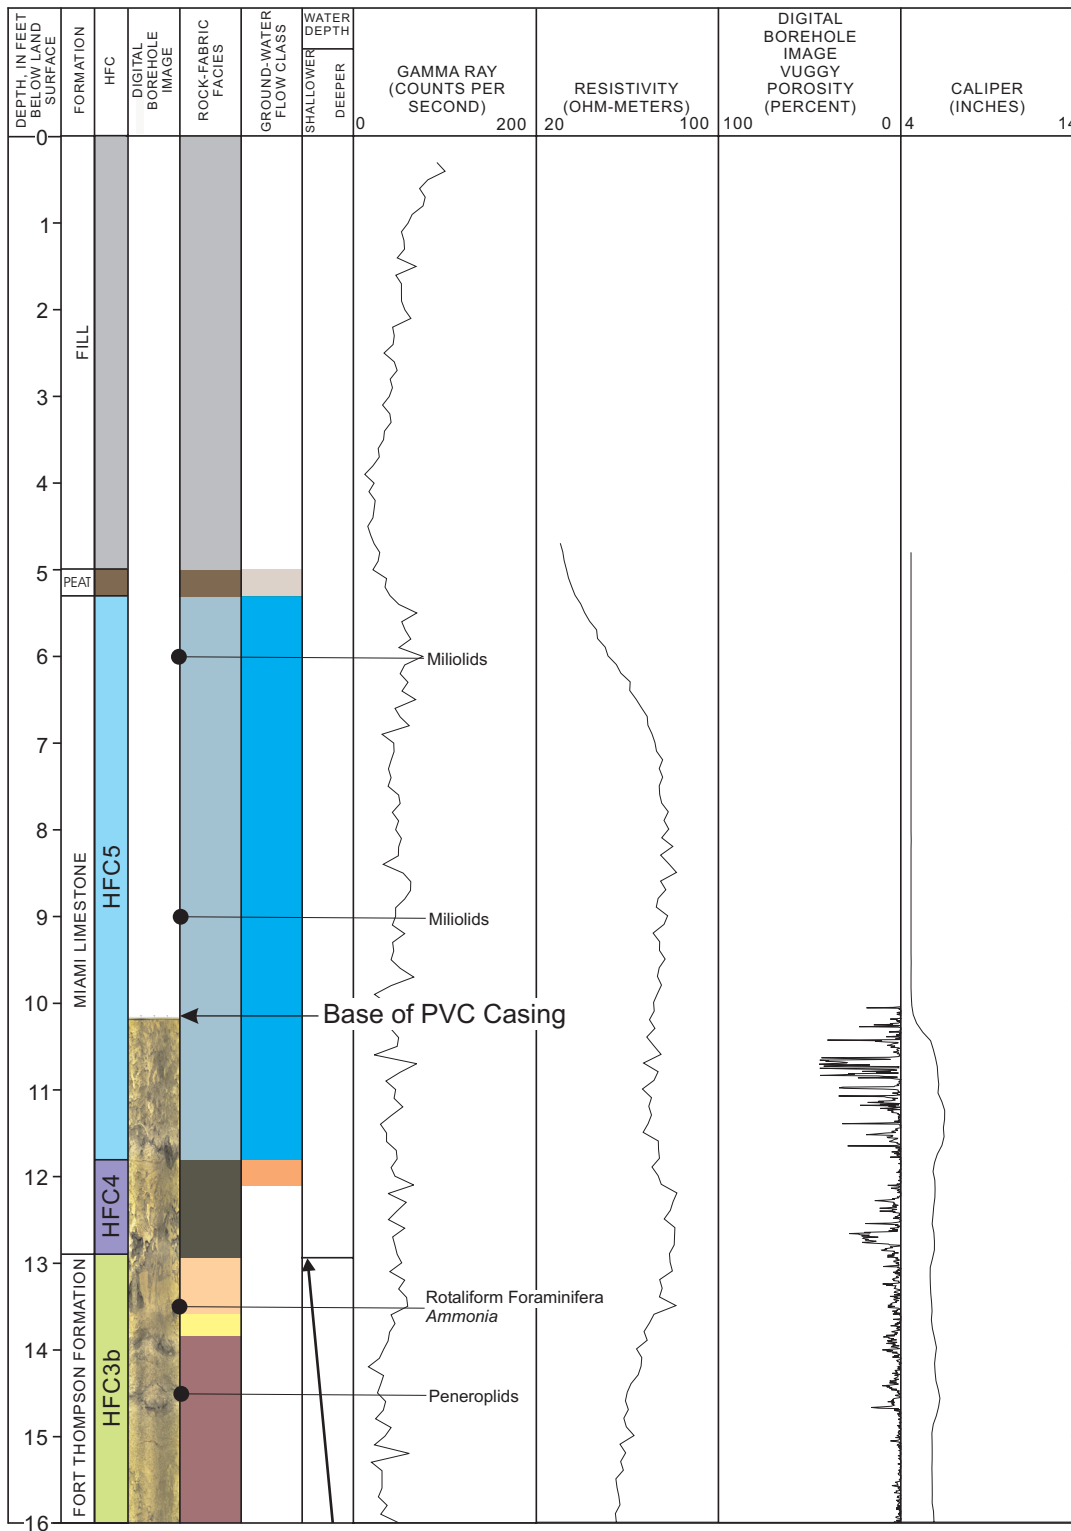 DEPTH, IN FEET
BELOW LAND
SURFACE
FORMATION
HFC
DIGITAL
BOREHOLE
IMAGE
ROCK-FABRIC
FACIES
GROUND-WATER
FLOW CLASS
WATER
DEPTH
SHALLOWER
DEEPER
GAMMA RAY
(COUNTS PER
SECOND)
0 200
RESISTIVITY
(OHM-METERS)
20 100
DIGITAL
BOREHOLE
IMAGE
VUGGY
POROSITY
(PERCENT)
100 0
CALIPER
(INCHES)
4 14
0
1
2
FILL
3
4
5
PEAT
6
Miliolids
7
8
MIAMI LIMESTONE
HFC5
9
Miliolids
10
Base of PVC Casing
11
12
HFC4
13
FORT THOMPSON FORMATION
HFC3b
Rotaliform Foraminifera
Ammonia
14
Peneroplids
15
16